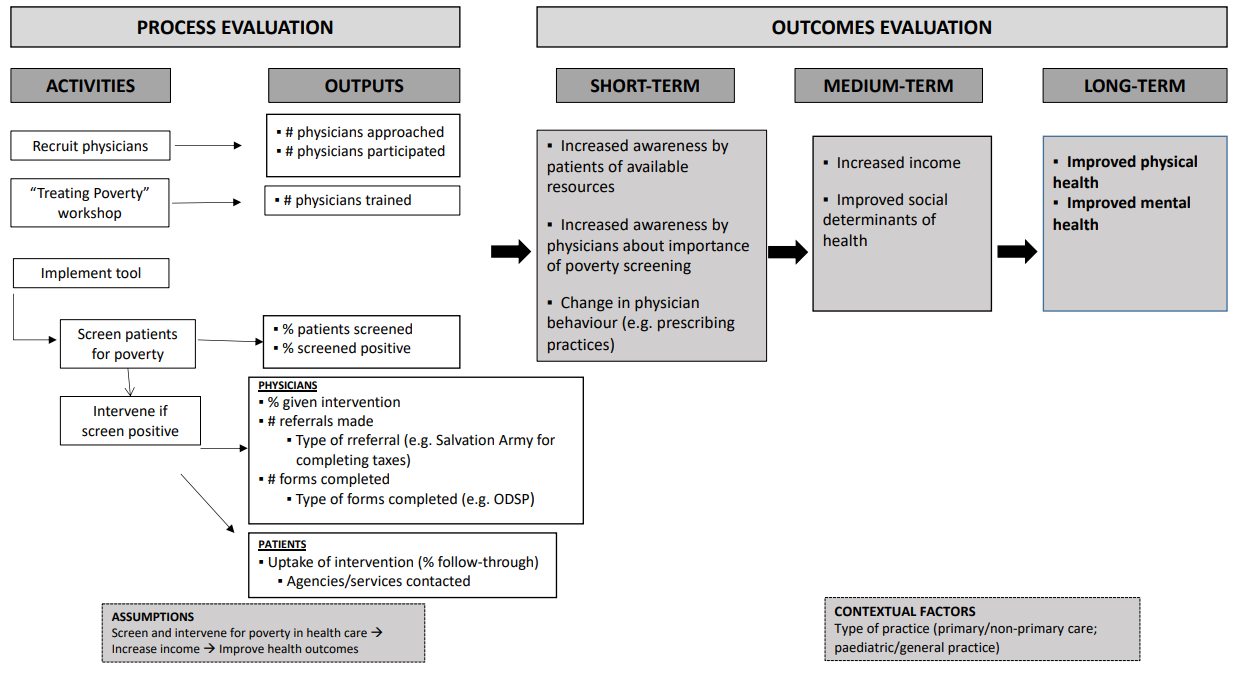 PROCESS EVALUATION
OUTCOMES EVALUATION
ACTIVITIES
OUTPUTS
SHORT-TERM
MEDIUM-TERM
LONG-TERM
Recruit physicians
▪ # physicians approached
▪ # physicians participated
“Treating Poverty”
workshop
▪ # physicians trained
Implement tool
Screen patients
for poverty
▪ % patients screened
▪ % screened positive
Intervene if
screen positive
PHYSICIANS
▪ % given intervention
▪ # referrals made
▪ Type of rreferral (e.g. Salvation Army for
completing taxes)
▪ # forms completed
▪ Type of forms completed (e.g. ODSP)
PATIENTS
▪ Uptake of intervention (% follow-through)
▪ Agencies/services contacted
▪ Increased awareness by
patients of available
resources
▪ Increased awareness by
physicians about importance
of poverty screening
▪ Change in physician
behaviour (e.g. prescribing
practices)
▪ Increased income
▪ Improved social
determinants of
health
▪ Improved physical
health
▪ Improved mental
health
ASSUMPTIONS
Screen and intervene for poverty in health care →
Increase income → Improve health outcomes
CONTEXTUAL FACTORS
Type of practice (primary/non-primary care;
paediatric/general practice)